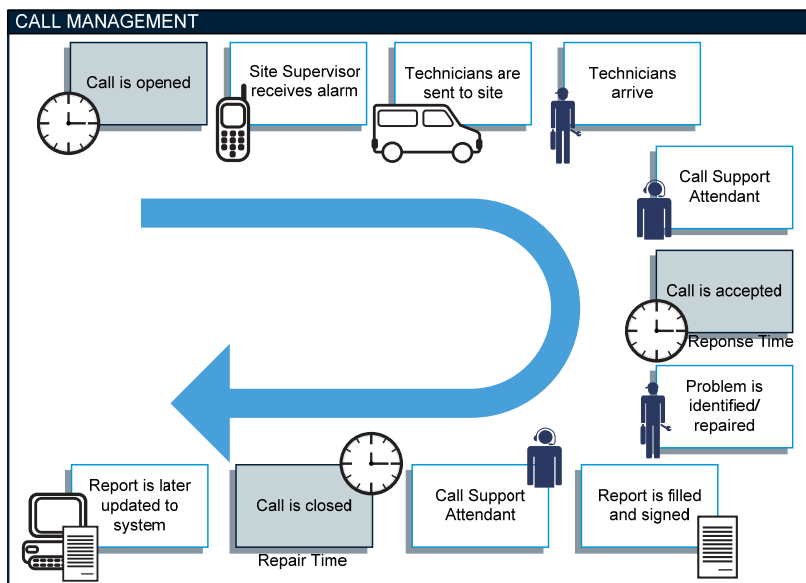 CALL MANAGEMENT
Call is opened
Site Supervisor
receives alarm
Technicians are
sent to site
Technicians
arrive
Call Support
Attendant
Call is accepted
Reponse Time
Problem is
identified/
repaired
Report is filled
and signed
Call Support
Attendant
Call is closed
Repair Time
Report is later
updated to
system